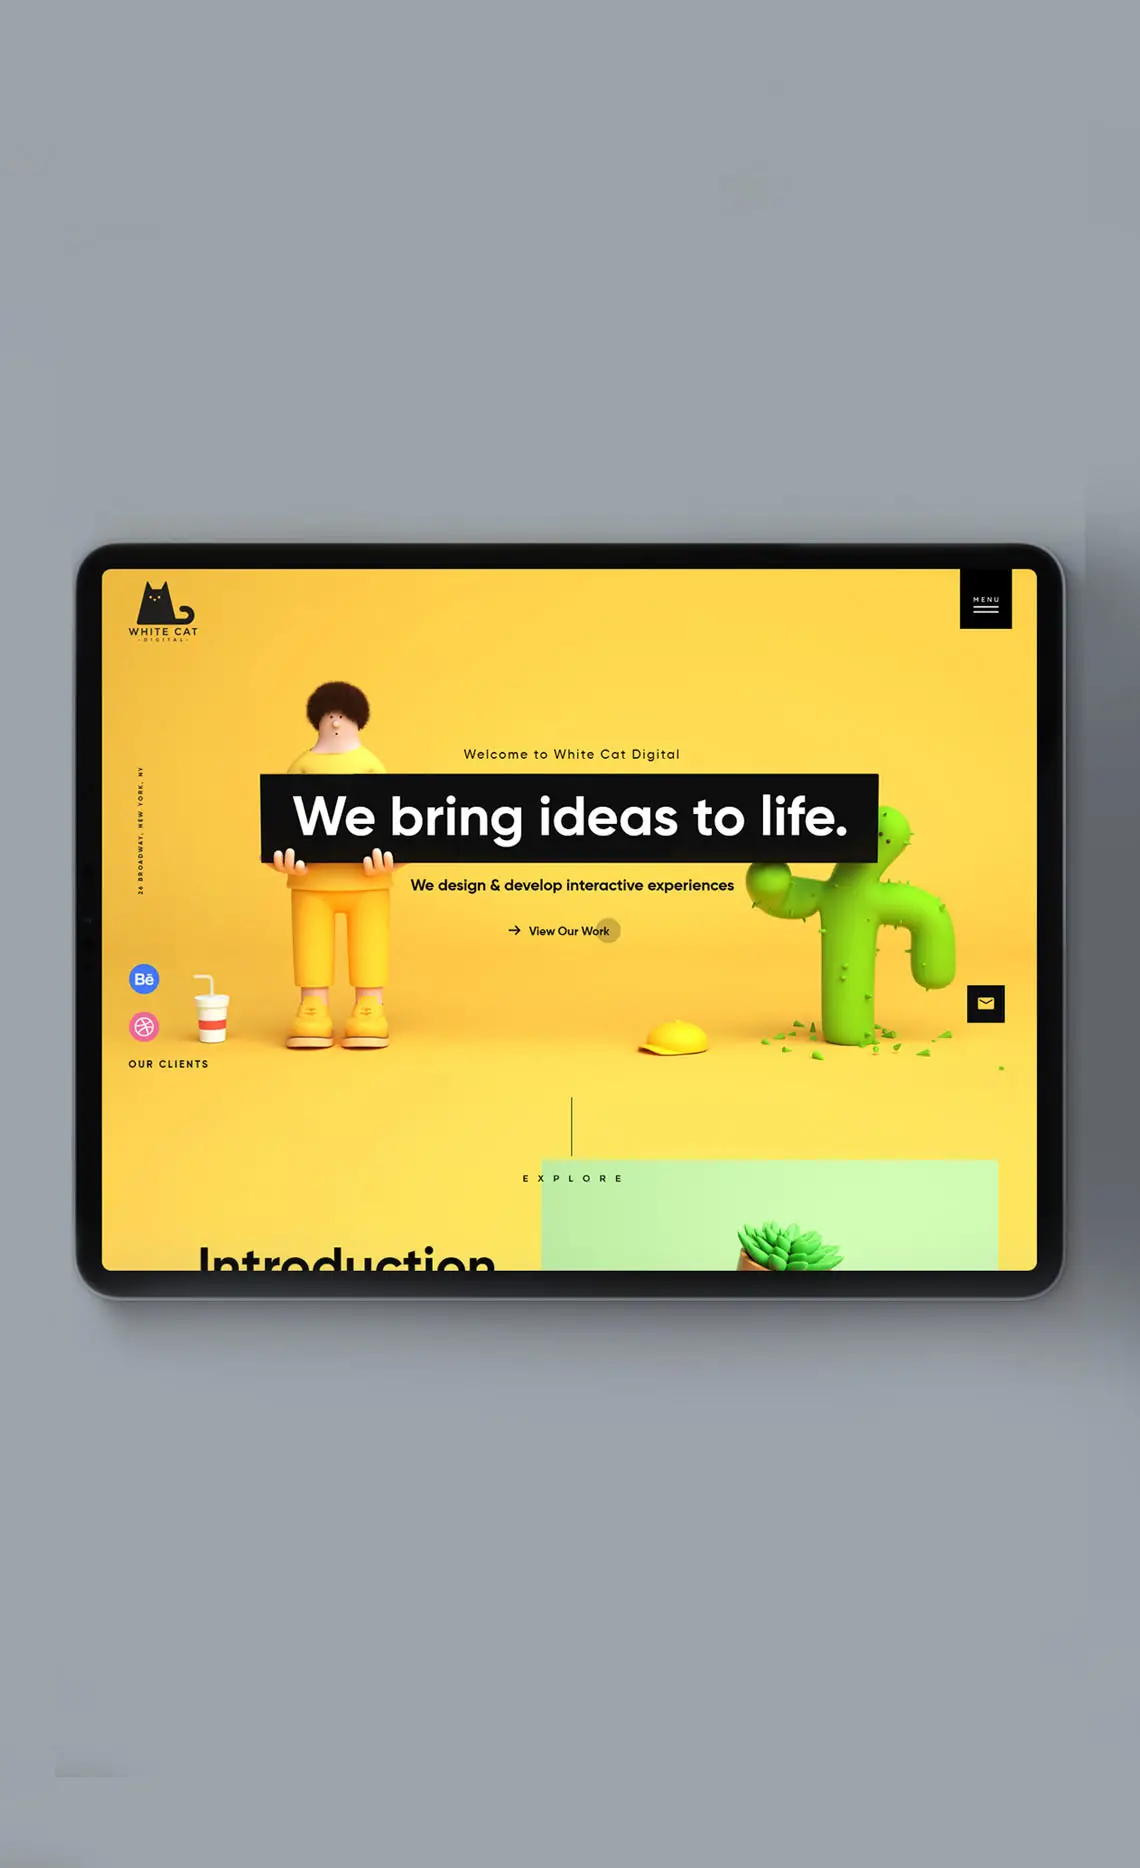 WHITE CAT
-DIGITAL-
MENU
Welcome to White Cat Digital
We bring ideas to life.
We design & develop interactive experiences
→ View Our Work
26 BROADWAY, NEW YORK, NY
Bē
OUR CLIENTS
EXPLORE
Introduction